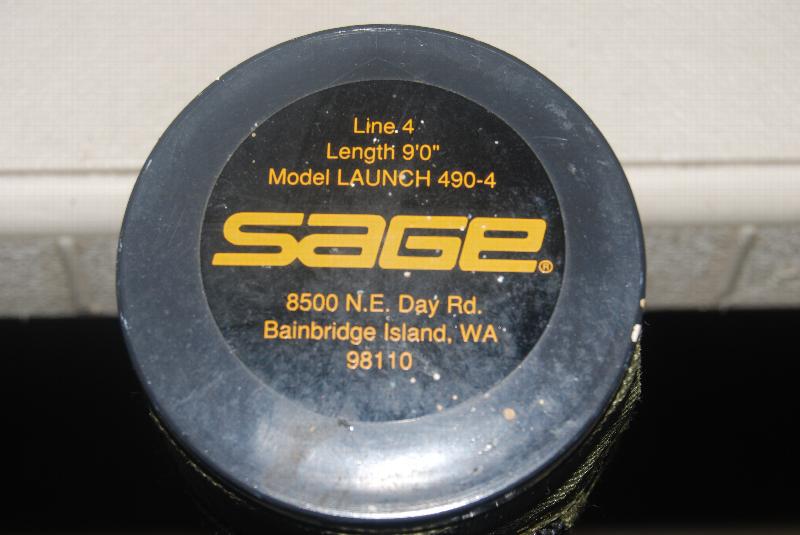 Line 4
Length 9'0"
Model LAUNCH 490-4
SaGe®
8500 N.E. Day Rd.
Bainbridge Island, WA
98110